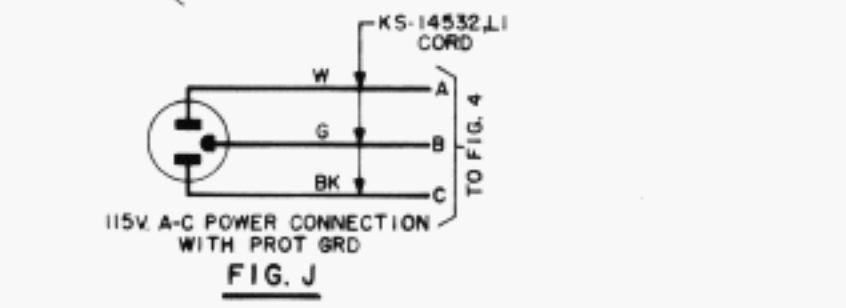 KS-14532,L1
CORD
W
A
G
B
BK
C
TO FIG. 4
115V. A-C POWER CONNECTION
WITH PROT GRD
FIG. J